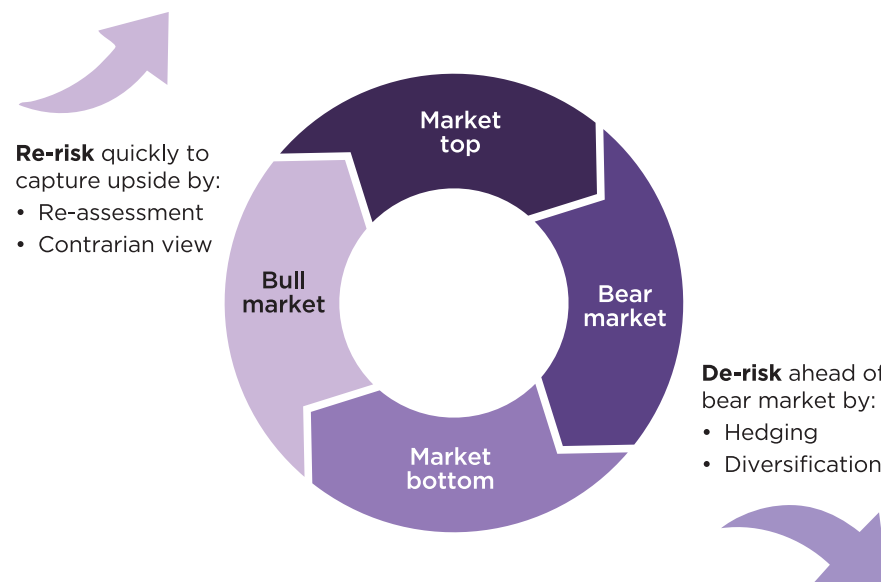 Market
top
Re-risk quickly to
capture upside by:
• Re-assessment
• Contrarian view
Bull
market
Bear
market
De-risk ahead of
bear market by:
• Hedging
• Diversification
Market
bottom